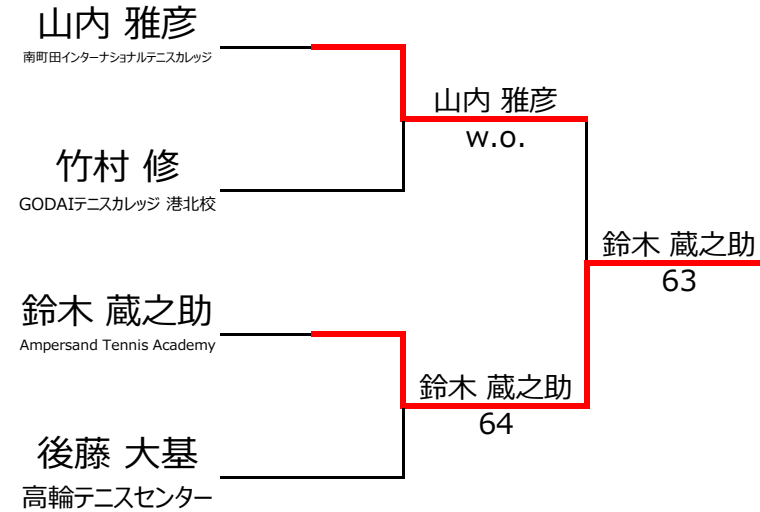 山内 雅彦
南町田インターナショナルテニスカレッジ
山内 雅彦
w.o.
竹村 修
GODAIテニスカレッジ 港北校
鈴木 蔵之助
63
鈴木 蔵之助
Ampersand Tennis Academy
鈴木 蔵之助
64
後藤 大基
高輪テニスセンター